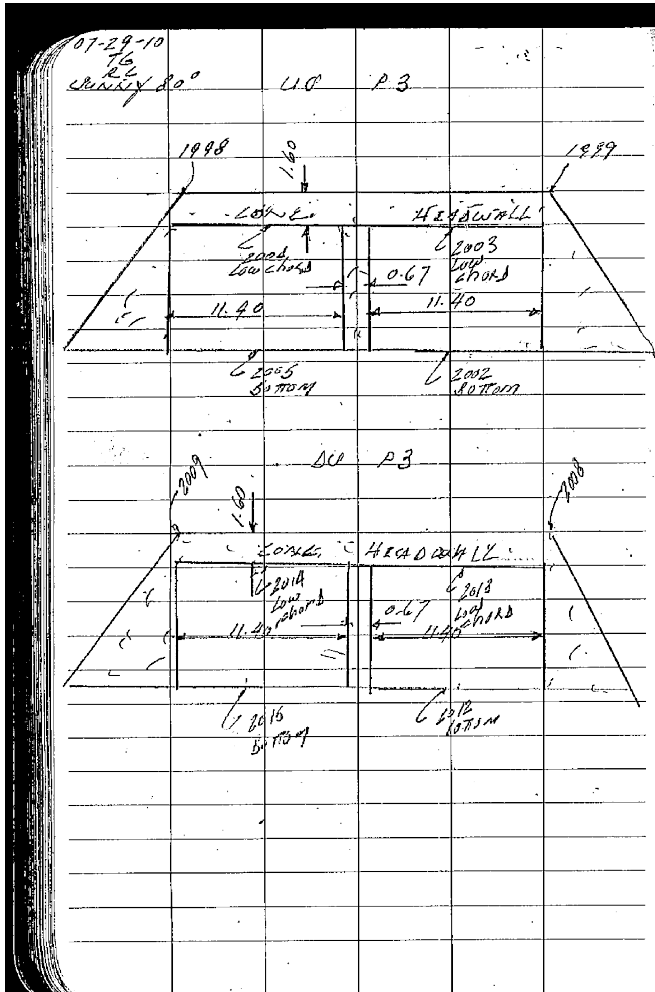 07-29-10
TG
RL
SUNNY 80°
UP P3
1998
1.60
1999
CONC. HEADWALL
2004
LOW CHORD
2003
LOW
CHORD
0.67
11.40
11.40
2005
BOTTOM
2002
BOTTOM
P3
2009
1.60
2008
CONC. HEADWALL
2014
LOW
CHORD
2013
LOW
CHORD
0.67
11.40
11.40
2015
BOTTOM
2012
BOTTOM